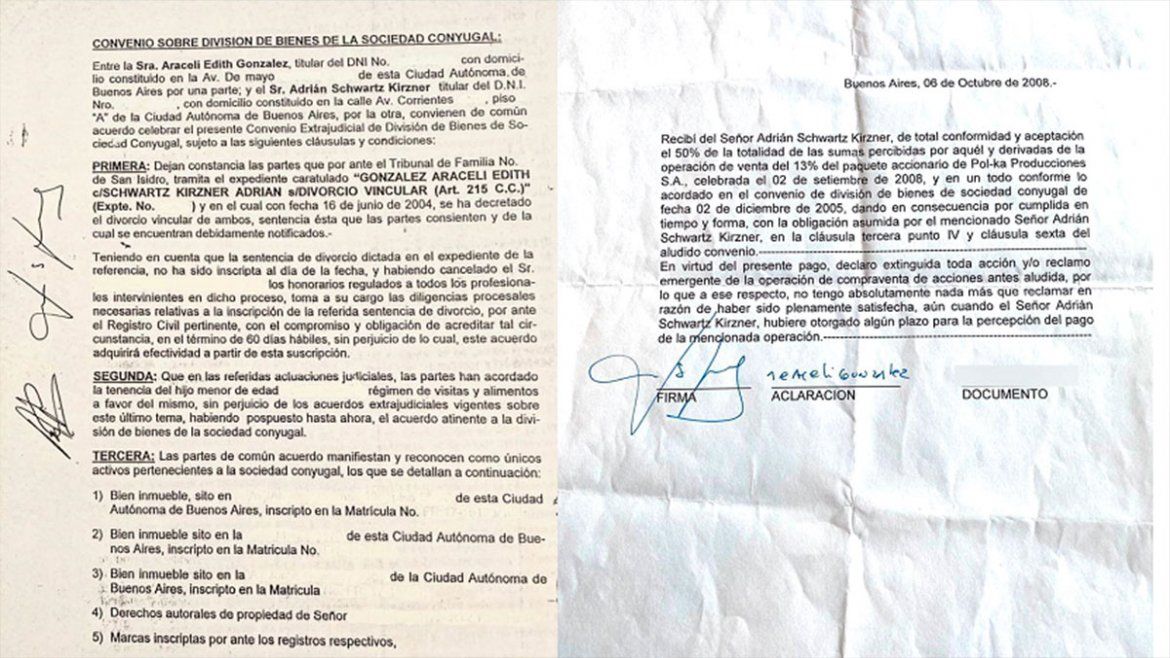 CONVENIO SOBRE DIVISION DE BIENES DE LA SOCIEDAD CONYUGAL:
Entre la Sra. Araceli Edith Gonzalez, titular del DNI No. con domici-
lio constituido en la Av. De mayo de esta Ciudad Autónoma, de
Buenos Aires por una parte; y el Sr. Adrián Schwartz Kirzner titular del D.N.I.
Nro. , con domicilio constituido en la calle Av. Corrientes , piso
"A" de la Ciudad Autónoma de Buenos Aires, por la otra, convienen de común
acuerdo celebrar el presente Convenio Extrajudicial de División de Bienes de So-
ciedad Conyugal, sujeto a las siguientes cláusulas y condiciones:
PRIMERA: Dejan constancia las partes que por ante el Tribunal de Familia No.
de San Isidro, tramita el expediente caratulado "GONZALEZ ARACELI EDITH
c/SCHWARTZ KIRZNER ADRIAN s/DIVORCIO VINCULAR (Art. 215 C.C.)"
(Expte. No. ) y en el cual con fecha 16 de junio de 2004, se ha decretado
el divorcio vincular de ambos, sentencia ésta que las partes consienten y de la
cual se encuentran debidamente notificados.-
Teniendo en cuenta que la sentencia de divorcio dictada en el expediente de la
referencia, no ha sido inscripta al día de la fecha, y habiendo cancelado el Sr.
los honorarios regulados a todos los profesiona-
les intervinientes en dicho proceso, toma a su cargo las diligencias procesales
necesarias relativas a la inscripción de la referida sentencia de divorcio, por ante
el Registro Civil pertinente, con el compromiso y obligación de acreditar tal cir-
cunstancia, en el término de 60 días hábiles, sin perjuicio de lo cual, este acuerdo
adquirirá efectividad a partir de esta suscripción.
SEGUNDA: Que en las referidas actuaciones judiciales, las partes han acordado
la tenencia del hijo menor de edad régimen de visitas y alimentos
a favor del mismo, sin perjuicio de los acuerdos extrajudiciales vigentes sobre
este último tema, habiendo pospuesto hasta ahora, el acuerdo atinente a la divi-
sión de bienes de la sociedad conyugal.
TERCERA: Las partes de común acuerdo manifiestan y reconocen como únicos
activos pertenecientes a la sociedad conyugal, los que se detallan a continuación:
1) Bien inmueble, sito en de esta Ciudad
Autónoma de Buenos Aires, inscripto en la Matrícula No.
2) Bien inmueble sito en la de esta Ciudad Autónoma de Bue-
nos Aires, inscripto en la Matricula No.
3) Bien inmueble sito en la de la Ciudad Autónoma de
Buenos Aires, inscripto en la Matrícula
4) Derechos autorales de propiedad de Señor
5) Marcas inscriptas por ante los registros respectivos,
Buenos Aires, 06 de Octubre de 2008.-
Recibí del Señor Adrián Schwartz Kirzner, de total conformidad y aceptación
el 50% de la totalidad de las sumas percibidas por aquél y derivadas de la
operación de venta del 13% del paquete accionario de Pol-ka Producciones
S.A., celebrada el 02 de setiembre de 2008, y en un todo conforme lo
acordado en el convenio de división de bienes de sociedad conyugal de
fecha 02 de diciembre de 2005, dando en consecuencia por cumplida en
tiempo y forma, con la obligación asumida por el mencionado Señor Adrián
Schwartz Kirzner, en la cláusula tercera punto IV y cláusula sexta del
aludido convenio.----------
En virtud del presente pago, declaro extinguida toda acción y/o reclamo
emergente de la operación de compraventa de acciones antes aludida, por
lo que a ese respecto, no tengo absolutamente nada más que reclamar en
razón de haber sido plenamente satisfecha, aún cuando el Señor Adrián
Schwartz Kirzner, hubiere otorgado algún plazo para la percepción del pago
de la mencionada operación.----------
Araceli Gonzalez
FIRMA ACLARACION DOCUMENTO